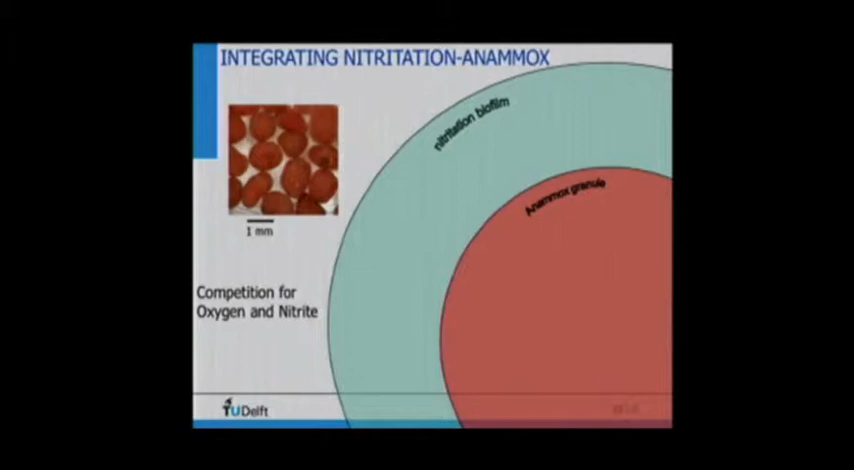 INTEGRATING NITRITATION-ANAMMOX
nitritation biofilm
Anammox granule
1 mm
Competition for
Oxygen and Nitrite
TUDelft